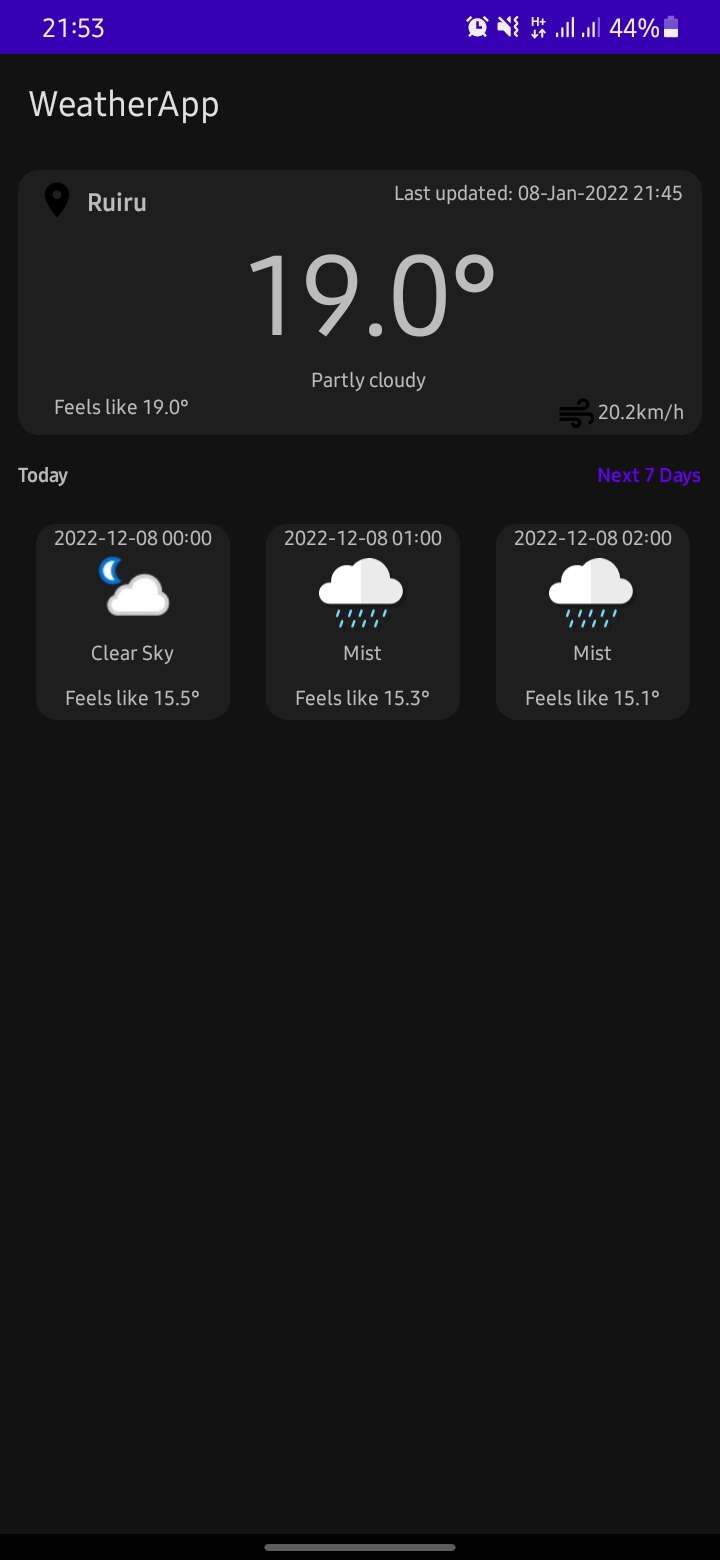 21:53 H+ 44%
WeatherApp
Ruiru
Last updated: 08-Jan-2022 21:45
19.0°
Partly cloudy
Feels like 19.0°
20.2km/h
Today
Next 7 Days
2022-12-08 00:00
Clear Sky
Feels like 15.5°
2022-12-08 01:00
Mist
Feels like 15.3°
2022-12-08 02:00
Mist
Feels like 15.1°